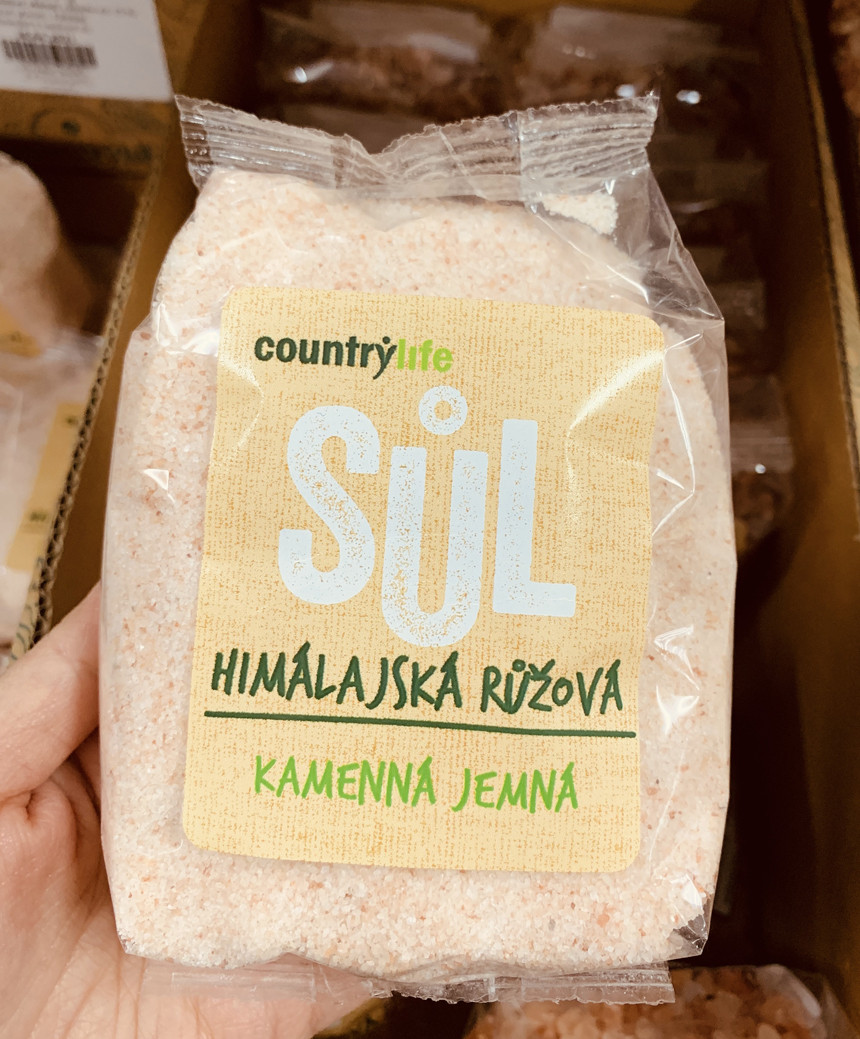 countrylife
SŮL
HIMÁLAJSKÁ RŮŽOVÁ
KAMENNÁ JEMNÁ